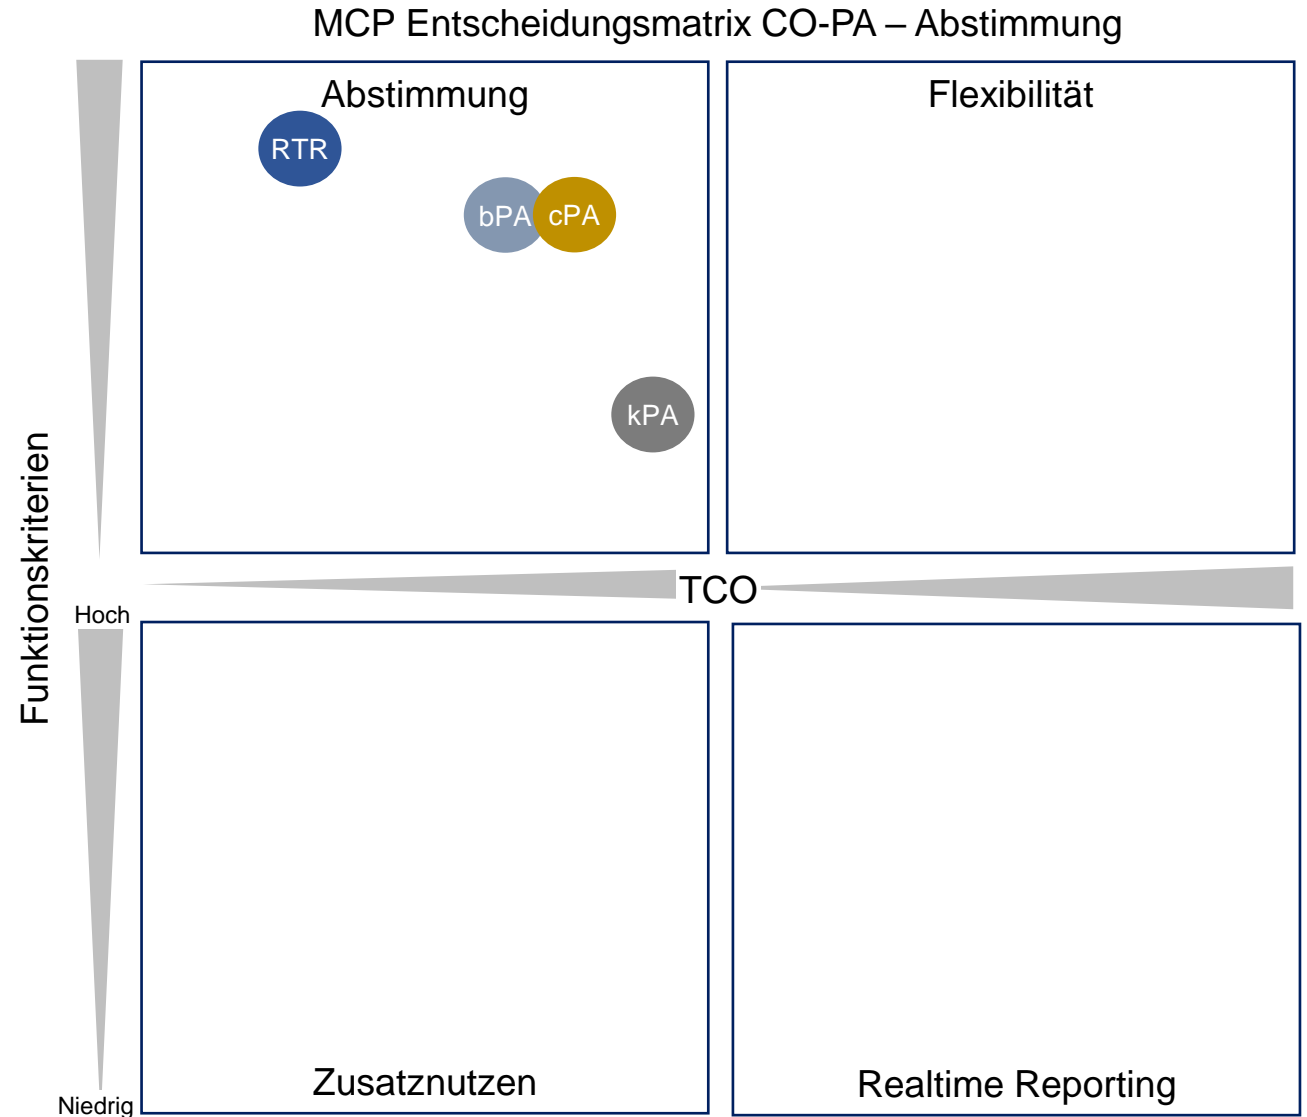 MCP Entscheidungsmatrix CO-PA – Abstimmung
Abstimmung
Flexibilität
RTR
bPA
cPA
kPA
Funktionskriterien
TCO
Hoch
Zusatznutzen
Realtime Reporting
Niedrig